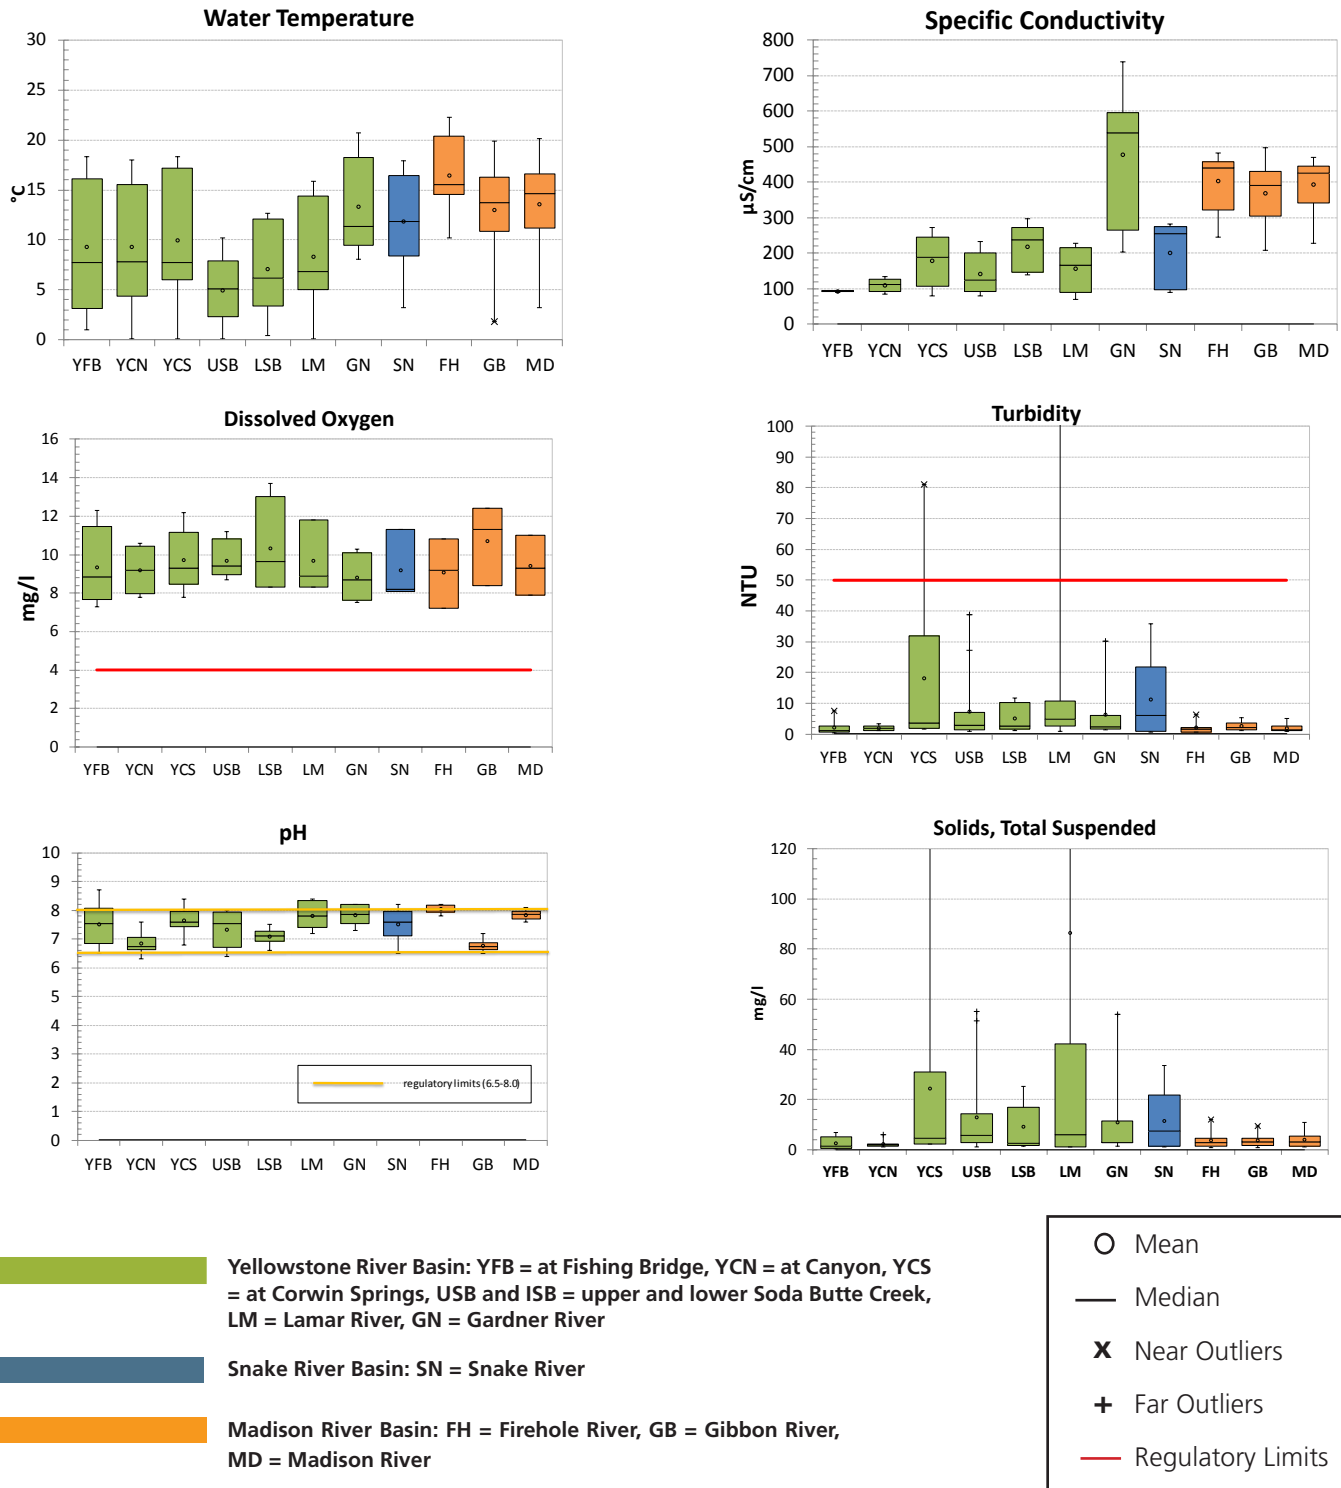 Water Temperature
30
25
20
15
10
5
0
°C
YFB YCN YCS USB LSB LM GN SN FH GB MD
Specific Conductivity
800
700
600
500
400
300
200
100
0
µS/cm
YFB YCN YCS USB LSB LM GN SN FH GB MD
Dissolved Oxygen
16
14
12
10
8
6
4
2
0
mg/l
YFB YCN YCS USB LSB LM GN SN FH GB MD
Turbidity
100
90
80
70
60
50
40
30
20
10
0
NTU
YFB YCN YCS USB LSB LM GN SN FH GB MD
pH
10
9
8
7
6
5
4
3
2
1
0
regulatory limits (6.5-8.0)
YFB YCN YCS USB LSB LM GN SN FH GB MD
Solids, Total Suspended
120
100
80
60
40
20
0
mg/l
YFB YCN YCS USB LSB LM GN SN FH GB MD
Yellowstone River Basin: YFB = at Fishing Bridge, YCN = at Canyon, YCS
= at Corwin Springs, USB and ISB = upper and lower Soda Butte Creek,
LM = Lamar River, GN = Gardner River
Snake River Basin: SN = Snake River
Madison River Basin: FH = Firehole River, GB = Gibbon River,
MD = Madison River
Mean
Median
Near Outliers
Far Outliers
Regulatory Limits